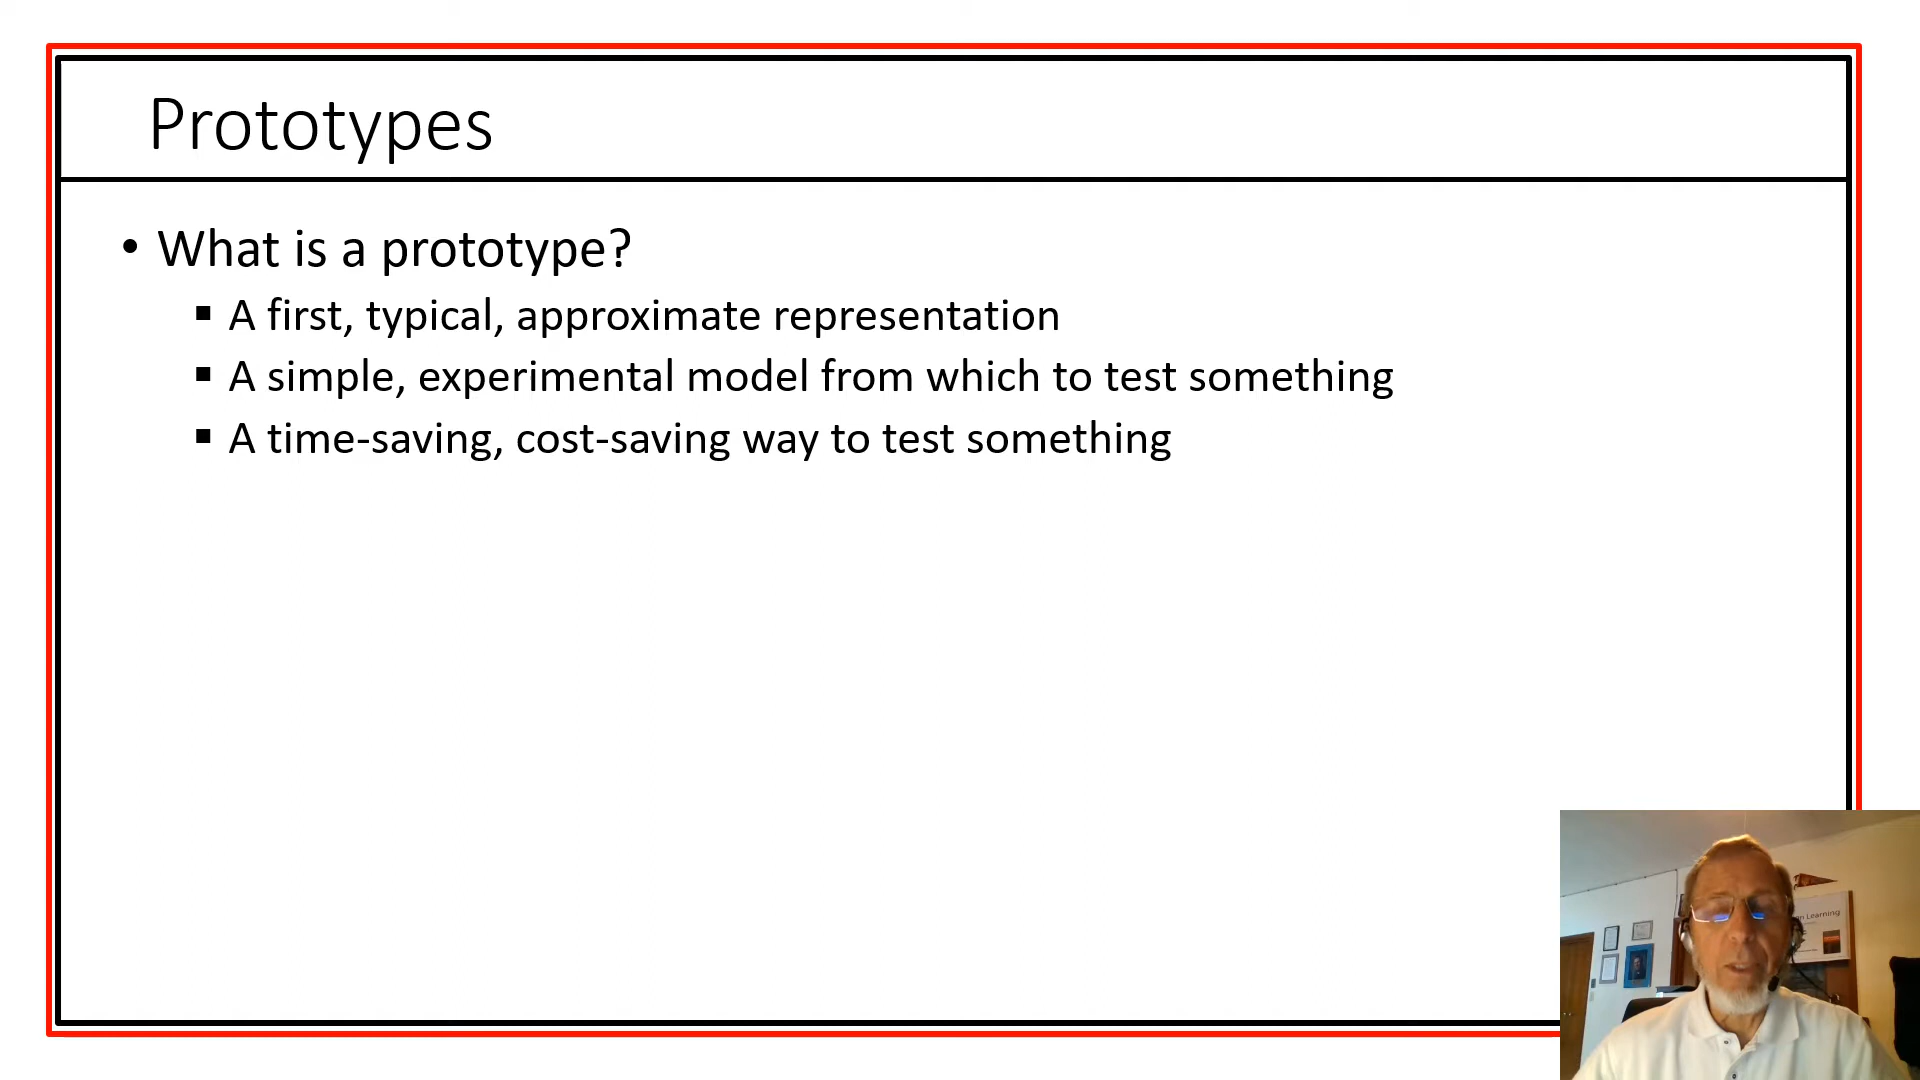 Prototypes
• What is a prototype?
▪ A first, typical, approximate representation
▪ A simple, experimental model from which to test something
▪ A time-saving, cost-saving way to test something
Learning